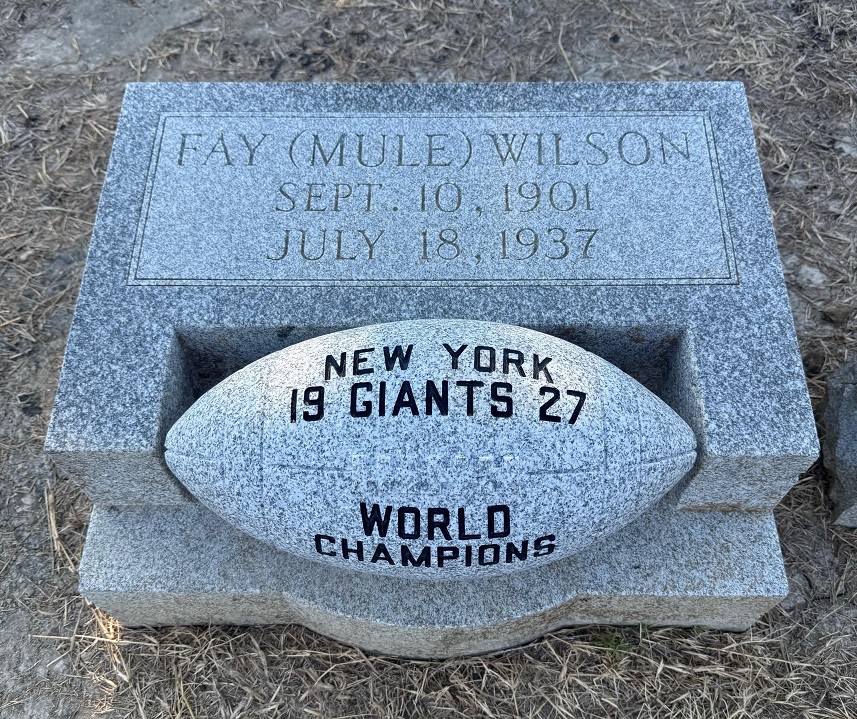 FAY (MULE) WILSON
SEPT. 10, 1901
JULY 18, 1937
NEW YORK
19 GIANTS 27
WORLD
CHAMPIONS